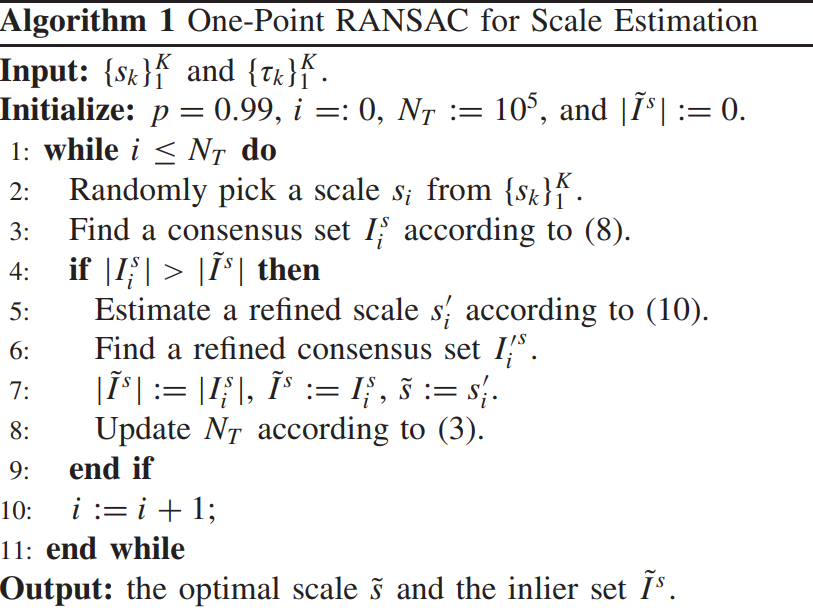 Algorithm 1 One-Point RANSAC for Scale Estimation
Input: $\{s_k\}_1^K$ and $\{\tau_k\}_1^K$.
Initialize: $p = 0.99$, $i =: 0$, $N_T := 10^5$, and $|\tilde{I}^s| := 0$.
1: while $i \leq N_T$ do
2: Randomly pick a scale $s_i$ from $\{s_k\}_1^K$.
3: Find a consensus set $I_i^s$ according to (8).
4: if $|I_i^s| > |\tilde{I}^s|$ then
5: Estimate a refined scale $s_i'$ according to (10).
6: Find a refined consensus set $I_i'^s$.
7: $|\tilde{I}^s| := |I_i^s|$, $\tilde{I}^s := I_i^s$, $\tilde{s} := s_i'$.
8: Update $N_T$ according to (3).
9: end if
10: $i := i + 1$;
11: end while
Output: the optimal scale $\tilde{s}$ and the inlier set $\tilde{I}^s$.